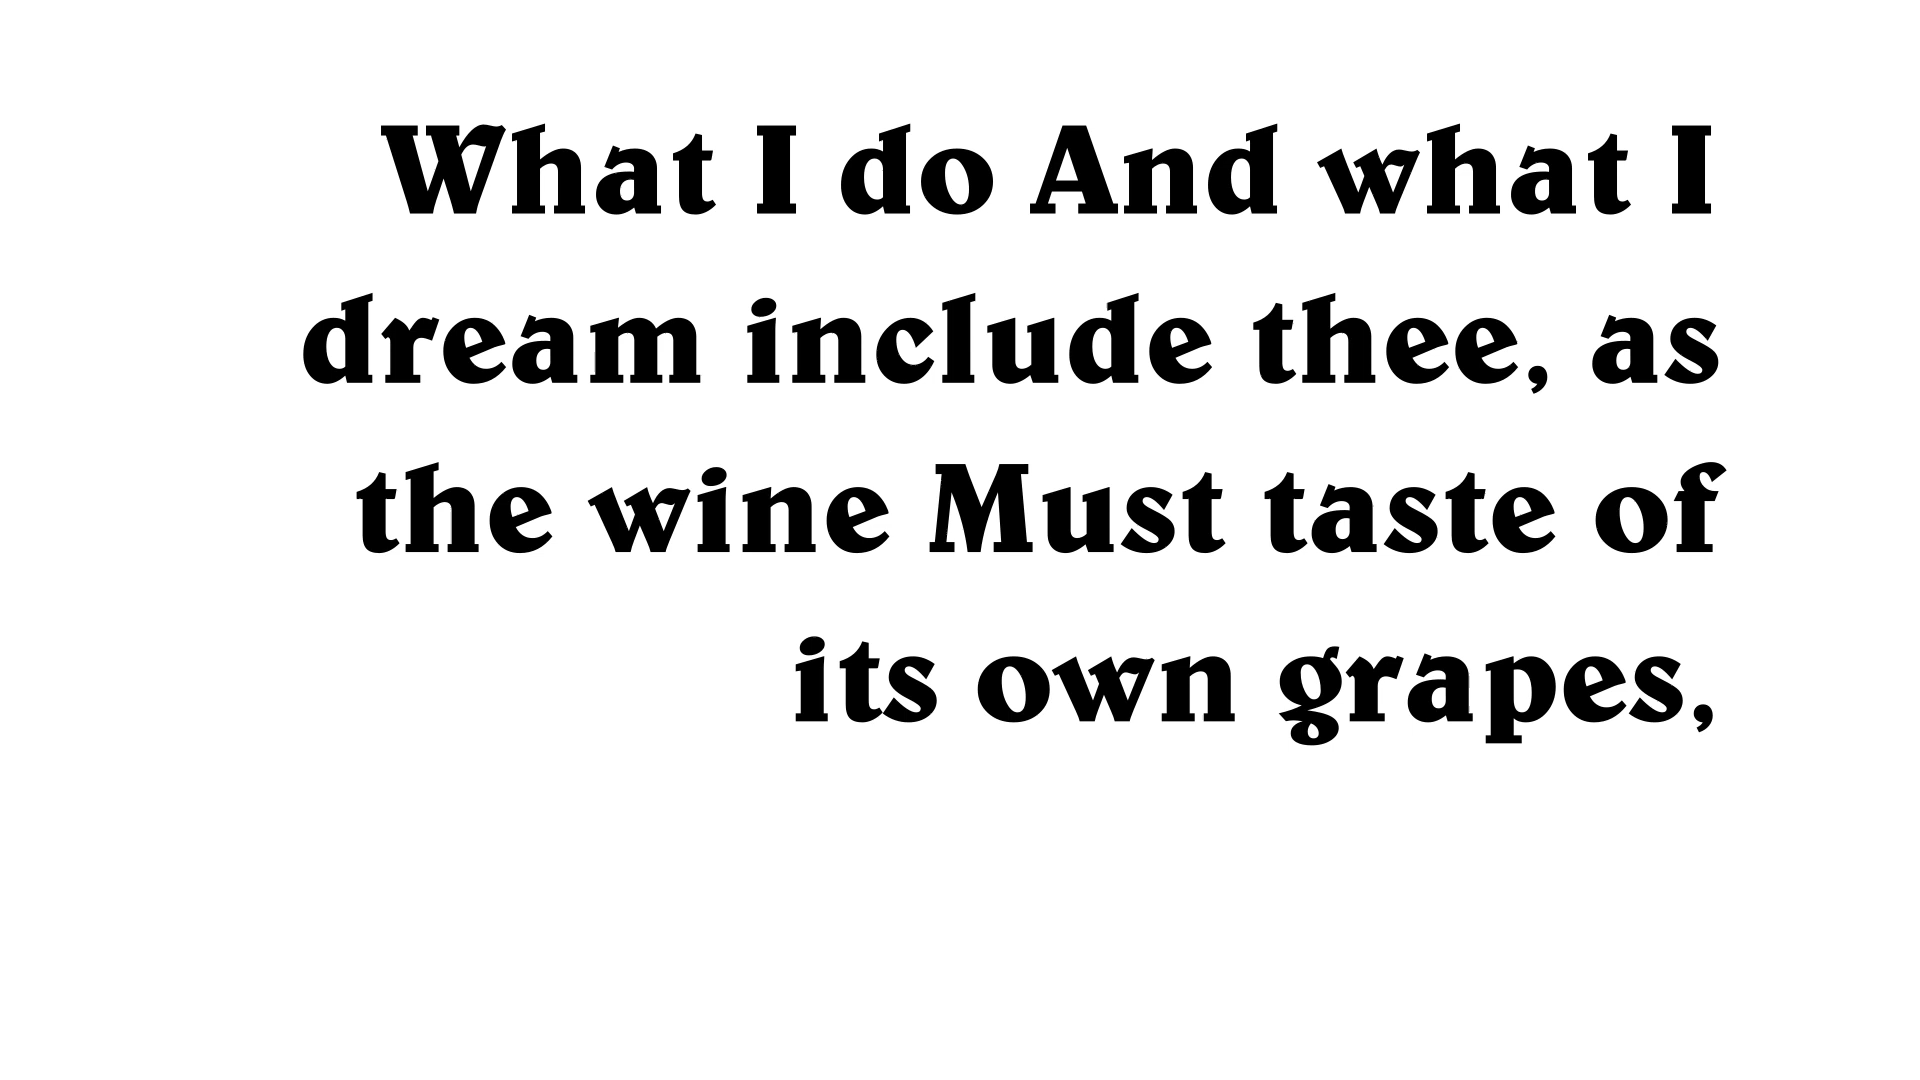 What I do And what I
dream include thee, as
the wine Must taste of
its own grapes,